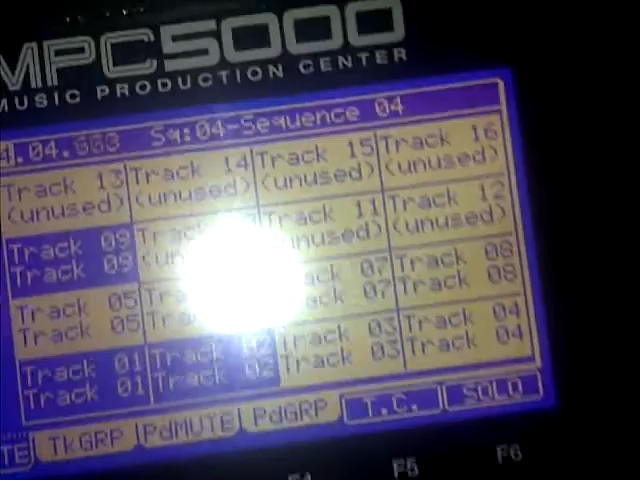 MPC5000
MUSIC PRODUCTION CENTER
.04. Sq:04-Sequence 04
Track 13 Track 14 Track 15 Track 16
(unused) (unused) (unused) (unused)
Track 09 Track 11 Track 12
Track 09 (unused) (unused)
Track 05 07 Track 08
Track 05 07 Track 08
Track 01 Track 02 Track 03 Track 04
Track 01 Track 02 Track 03 Track 04
TE TkGRP PdMUTE PdGRP T.C. SOLO
F4 F5 F6